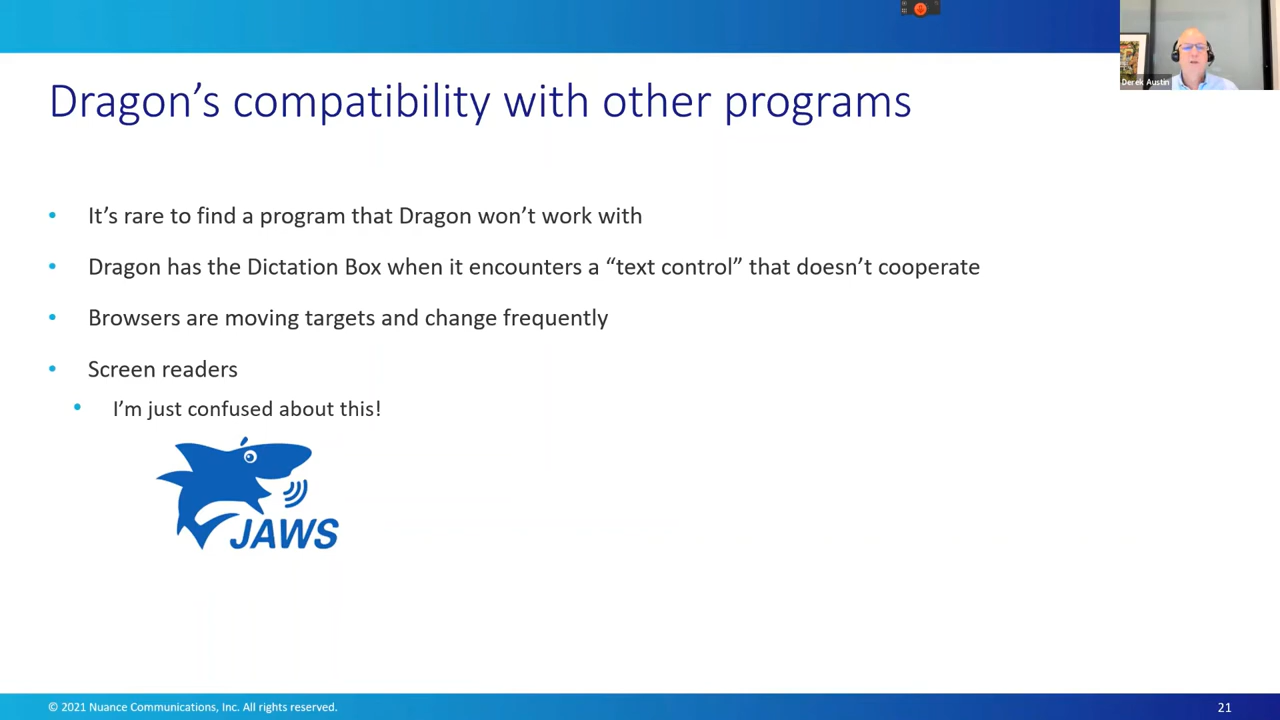 Derek Austin
Dragon’s compatibility with other programs
• It’s rare to find a program that Dragon won’t work with
• Dragon has the Dictation Box when it encounters a “text control” that doesn’t cooperate
• Browsers are moving targets and change frequently
• Screen readers
• I’m just confused about this!
JAWS
© 2021 Nuance Communications, Inc. All rights reserved.
21